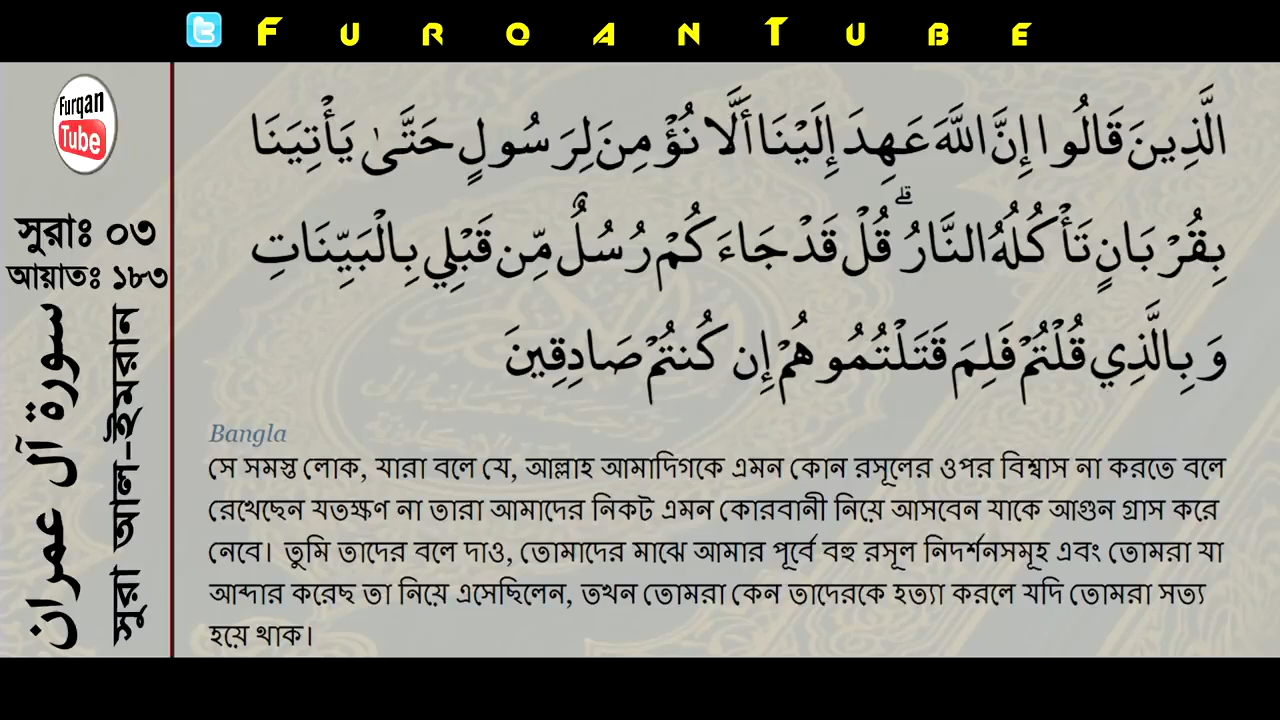 FURQANTUBE
Furqan
Tube
সুরাঃ ০৩
আয়াতঃ ১৮৩
سورة آل عمران
সুরা আল-ইমরান
الَّذِينَ قَالُوا إِنَّ اللَّهَ عَهِدَ إِلَيْنَا أَلَّا نُؤْمِنَ لِرَسُولٍ حَتَّىٰ يَأْتِيَنَا
بِقُرْبَانٍ تَأْكُلُهُ النَّارُ ۗ قُلْ قَدْ جَاءَكُمْ رُسُلٌ مِّن قَبْلِي بِالْبَيِّنَاتِ
وَبِالَّذِي قُلْتُمْ فَلِمَ قَتَلْتُمُوهُمْ إِن كُنتُمْ صَادِقِينَ
Bangla
সে সমস্ত লোক, যারা বলে যে, আল্লাহ আমাদিগকে এমন কোন রসূলের ওপর বিশ্বাস না করতে বলে
রেখেছেন যতক্ষণ না তারা আমাদের নিকট এমন কোরবানী নিয়ে আসবেন যাকে আগুন গ্রাস করে
নেবে। তুমি তাদের বলে দাও, তোমাদের মাঝে আমার পূর্বে বহু রসূল নিদর্শনসমূহ এবং তোমরা যা
আব্দার করেছ তা নিয়ে এসেছিলেন, তখন তোমরা কেন তাদেরকে হত্যা করলে যদি তোমরা সত্য
হয়ে থাক।